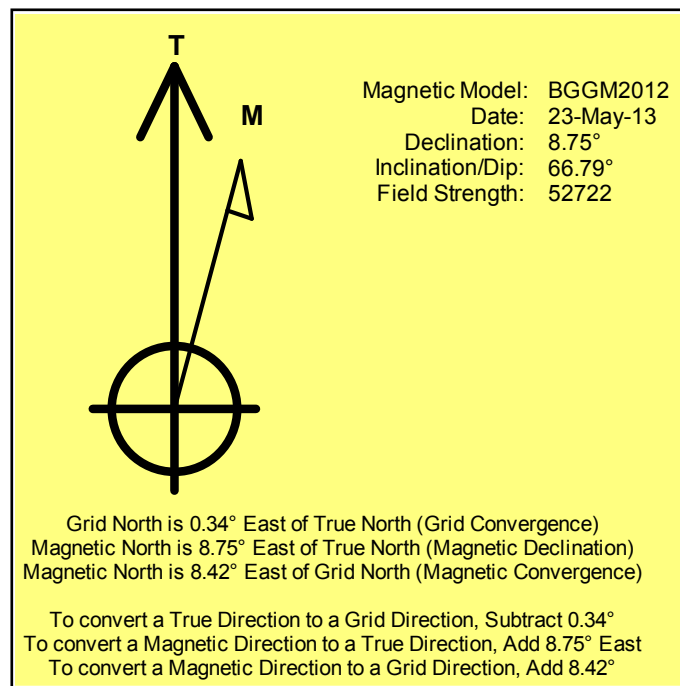 T
M
Magnetic Model: BGGM2012
Date: 23-May-13
Declination: 8.75°
Inclination/Dip: 66.79°
Field Strength: 52722
Grid North is 0.34° East of True North (Grid Convergence)
Magnetic North is 8.75° East of True North (Magnetic Declination)
Magnetic North is 8.42° East of Grid North (Magnetic Convergence)
To convert a True Direction to a Grid Direction, Subtract 0.34°
To convert a Magnetic Direction to a True Direction, Add 8.75° East
To convert a Magnetic Direction to a Grid Direction, Add 8.42°